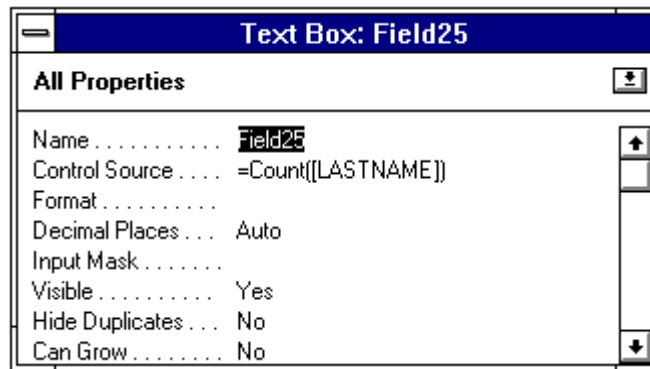 Text Box: Field25
All Properties
Name . . . . . . . . . . . Field25
Control Source . . . . =Count([LASTNAME])
Format . . . . . . . . . .
Decimal Places . . . Auto
Input Mask . . . . . . .
Visible . . . . . . . . . . Yes
Hide Duplicates . . . No
Can Grow . . . . . . . . No